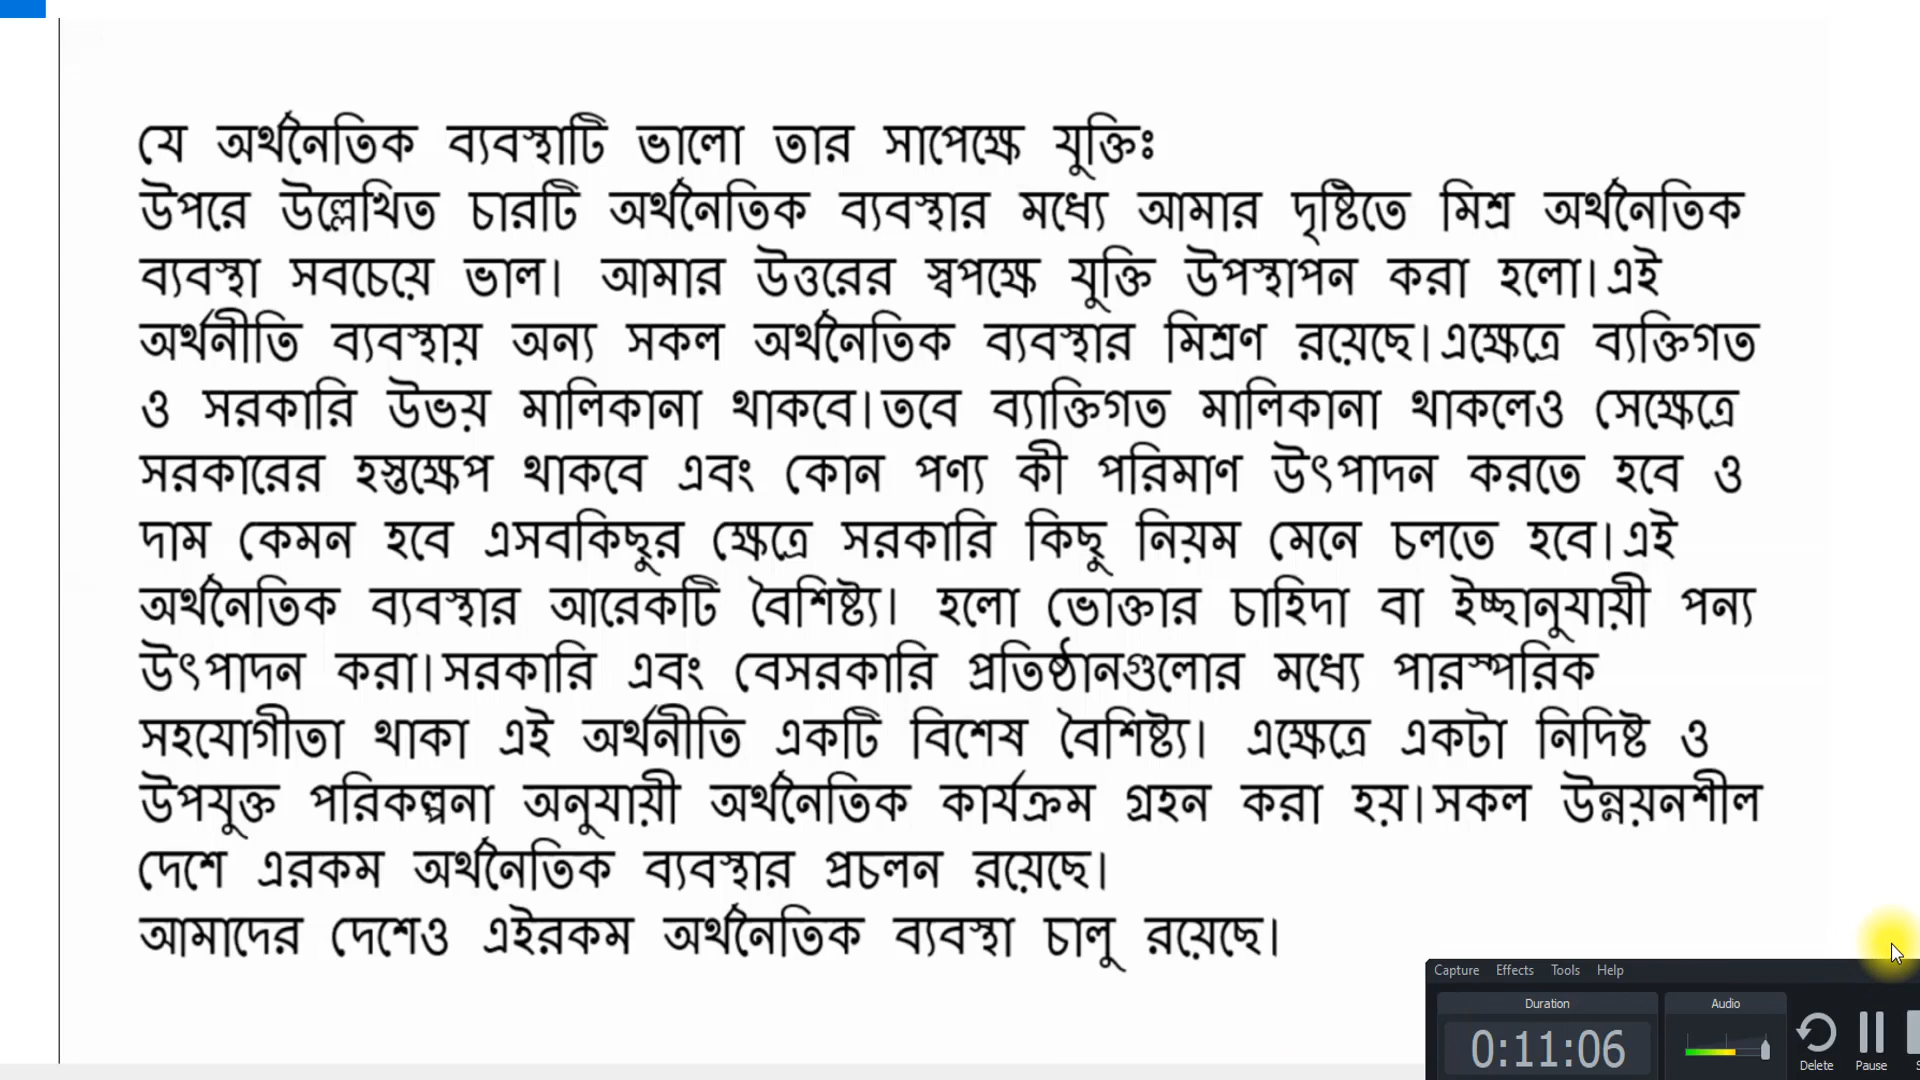 যে অর্থনৈতিক ব্যবস্থাটি ভালো তার সাপেক্ষে যুক্তিঃ
উপরে উল্লেখিত চারটি অর্থনৈতিক ব্যবস্থার মধ্যে আমার দৃষ্টিতে মিশ্র অর্থনৈতিক
ব্যবস্থা সবচেয়ে ভাল। আমার উত্তরের স্বপক্ষে যুক্তি উপস্থাপন করা হলো।এই
অর্থনীতি ব্যবস্থায় অন্য সকল অর্থনৈতিক ব্যবস্থার মিশ্রণ রয়েছে।এক্ষেত্রে ব্যক্তিগত
ও সরকারি উভয় মালিকানা থাকবে।তবে ব্যাক্তিগত মালিকানা থাকলেও সেক্ষেত্রে
সরকারের হস্তক্ষেপ থাকবে এবং কোন পণ্য কী পরিমাণ উৎপাদন করতে হবে ও
দাম কেমন হবে এসবকিছুর ক্ষেত্রে সরকারি কিছু নিয়ম মেনে চলতে হবে।এই
অর্থনৈতিক ব্যবস্থার আরেকটি বৈশিষ্ট্য। হলো ভোক্তার চাহিদা বা ইচ্ছানুযায়ী পন্য
উৎপাদন করা।সরকারি এবং বেসরকারি প্রতিষ্ঠানগুলোর মধ্যে পারস্পরিক
সহযোগীতা থাকা এই অর্থনীতি একটি বিশেষ বৈশিষ্ট্য। এক্ষেত্রে একটা নিদিষ্ট ও
উপযুক্ত পরিকল্পনা অনুযায়ী অর্থনৈতিক কার্যক্রম গ্রহন করা হয়।সকল উন্নয়নশীল
দেশে এরকম অর্থনৈতিক ব্যবস্থার প্রচলন রয়েছে।
আমাদের দেশেও এইরকম অর্থনৈতিক ব্যবস্থা চালু রয়েছে।
Capture Effects Tools Help
Duration Audio
0:11:06
Delete Pause